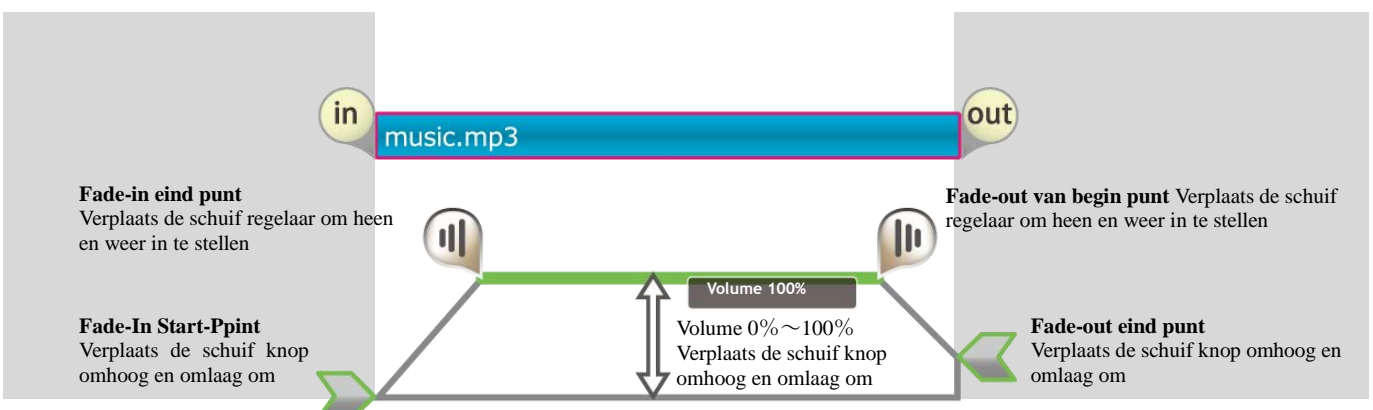 in
out
music.mp3
Fade-in eind punt
Verplaats de schuif regelaar om heen
en weer in te stellen
Fade-out van begin punt Verplaats de schuif
regelaar om heen en weer in te stellen
Volume 100%
Volume 0%～100%
Verplaats de schuif knop
omhoog en omlaag om
Fade-In Start-Ppint
Verplaats de schuif knop
omhoog en omlaag om
Fade-out eind punt
Verplaats de schuif knop omhoog en
omlaag om